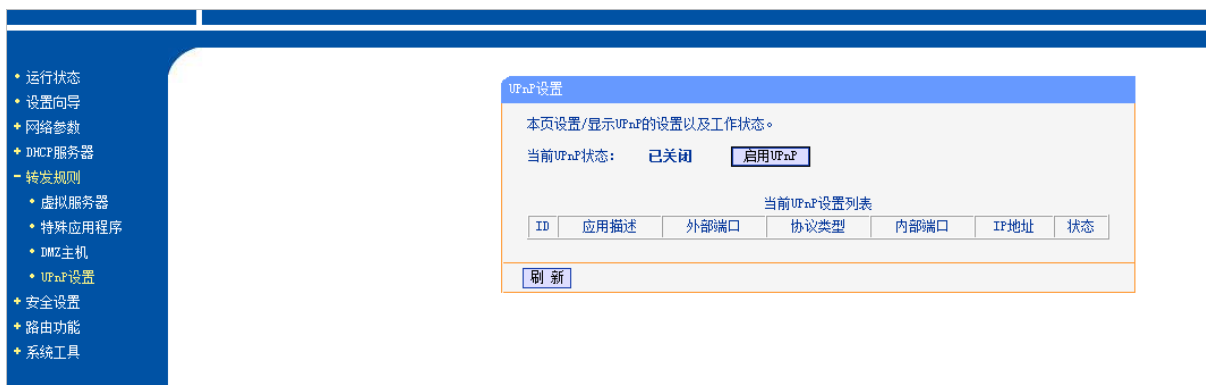 运行状态
设置向导
网络参数
DHCP服务器
转发规则
虚拟服务器
特殊应用程序
DMZ主机
UPnP设置
安全设置
路由功能
系统工具
UPnP设置
本页设置/显示UPnP的设置以及工作状态。
当前UPnP状态： 已关闭 启用UPnP
当前UPnP设置列表
ID 应用描述 外部端口 协议类型 内部端口 IP地址 状态
刷 新